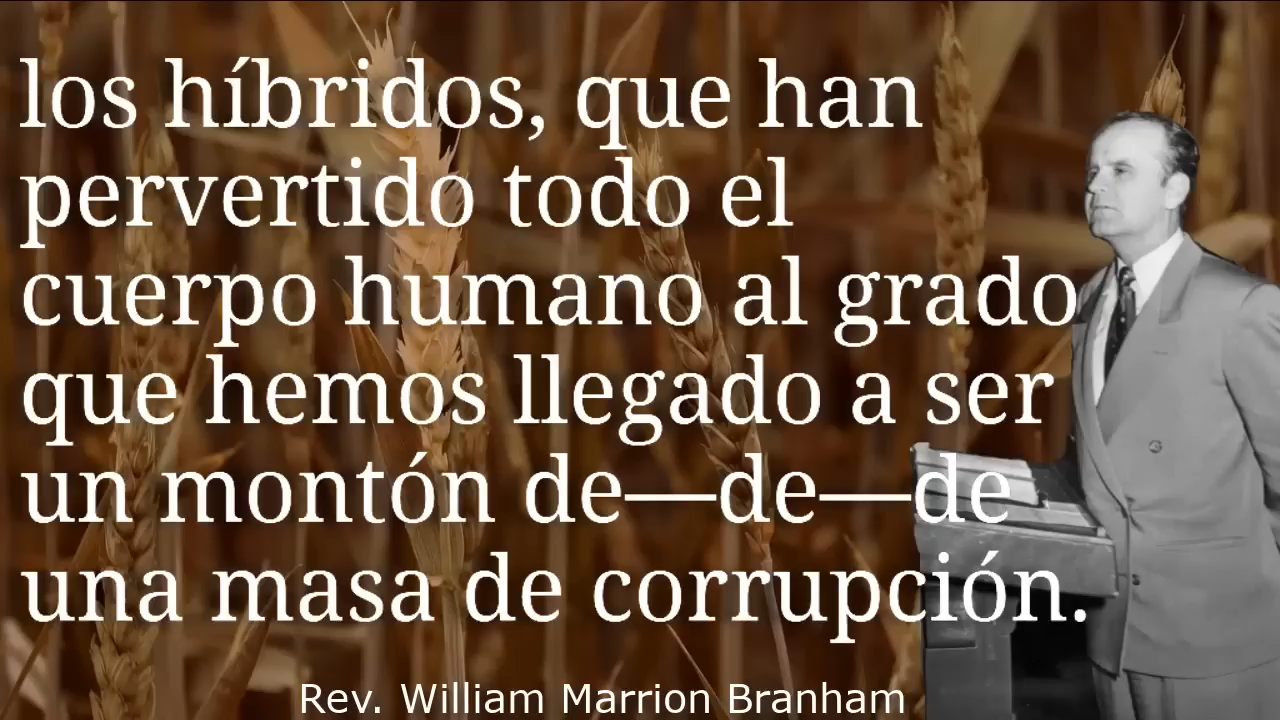 los híbridos, que han
pervertido todo el
cuerpo humano al grado
que hemos llegado a ser
un montón de—de—de
una masa de corrupción.
Rev. William Marrion Branham